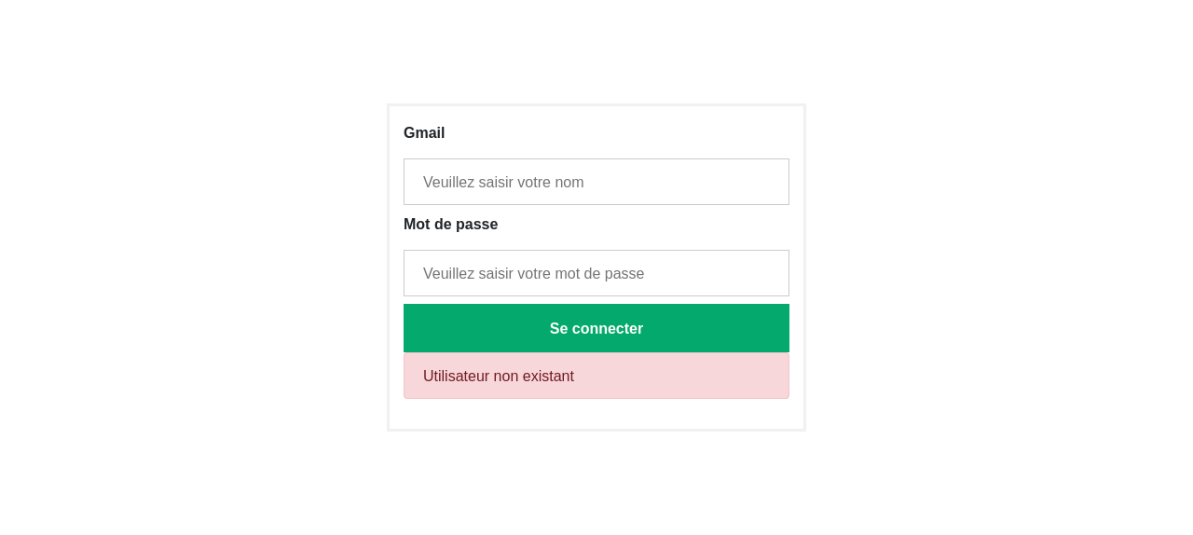 Gmail
Veuillez saisir votre nom
Mot de passe
Veuillez saisir votre mot de passe
Se connecter
Utilisateur non existant